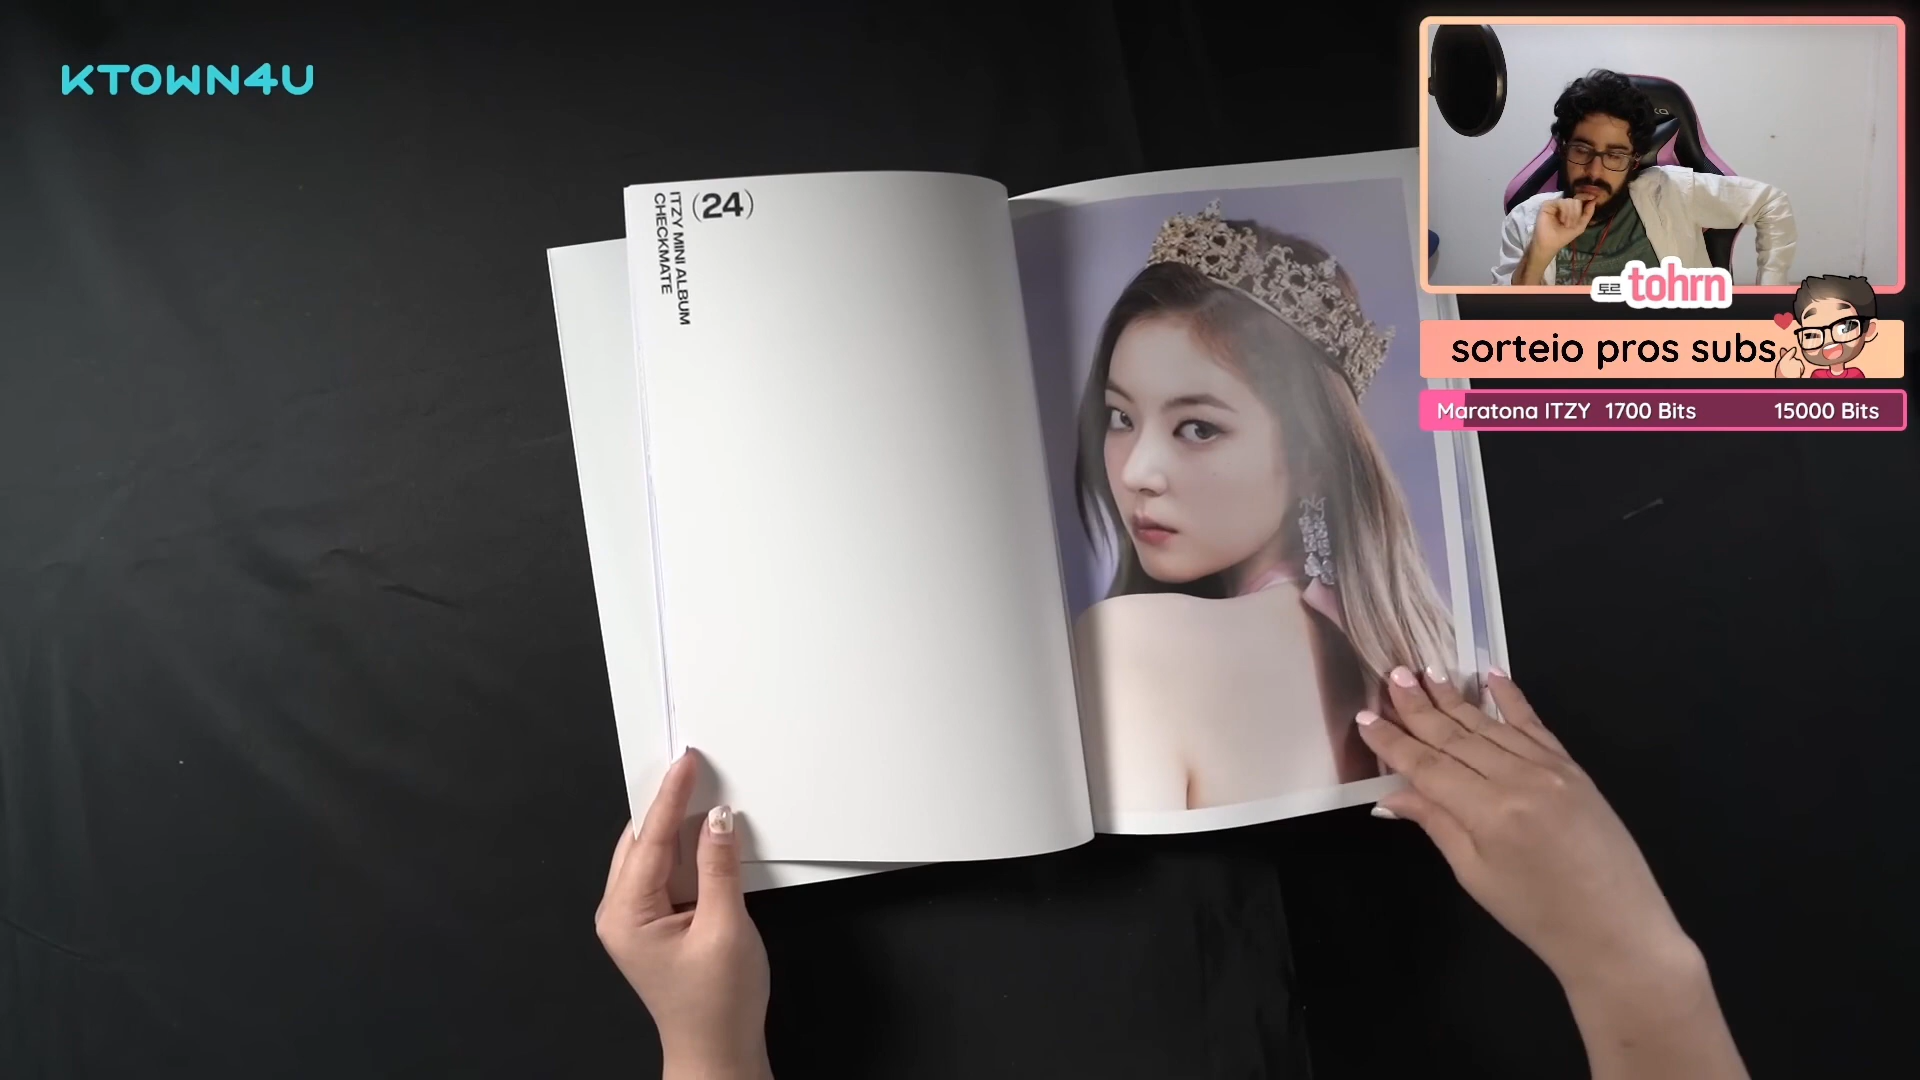 KTOWN4U
(24)
ITZY MINI ALBUM
CHECKMATE
토르 tohrn
sorteio pros subs
Maratona ITZY 1700 Bits 15000 Bits